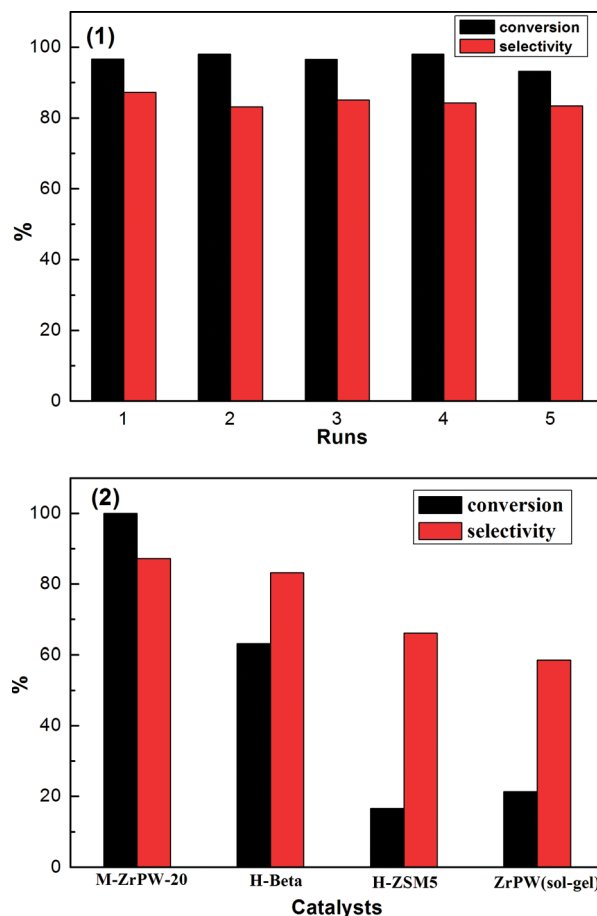 (1)
conversion
selectivity
100
80
60
40
20
0
%
1 2 3 4 5
Runs
(2)
conversion
selectivity
100
80
60
40
20
0
%
M-ZrPW-20 H-Beta H-ZSM5 ZrPW(sol-gel)
Catalysts